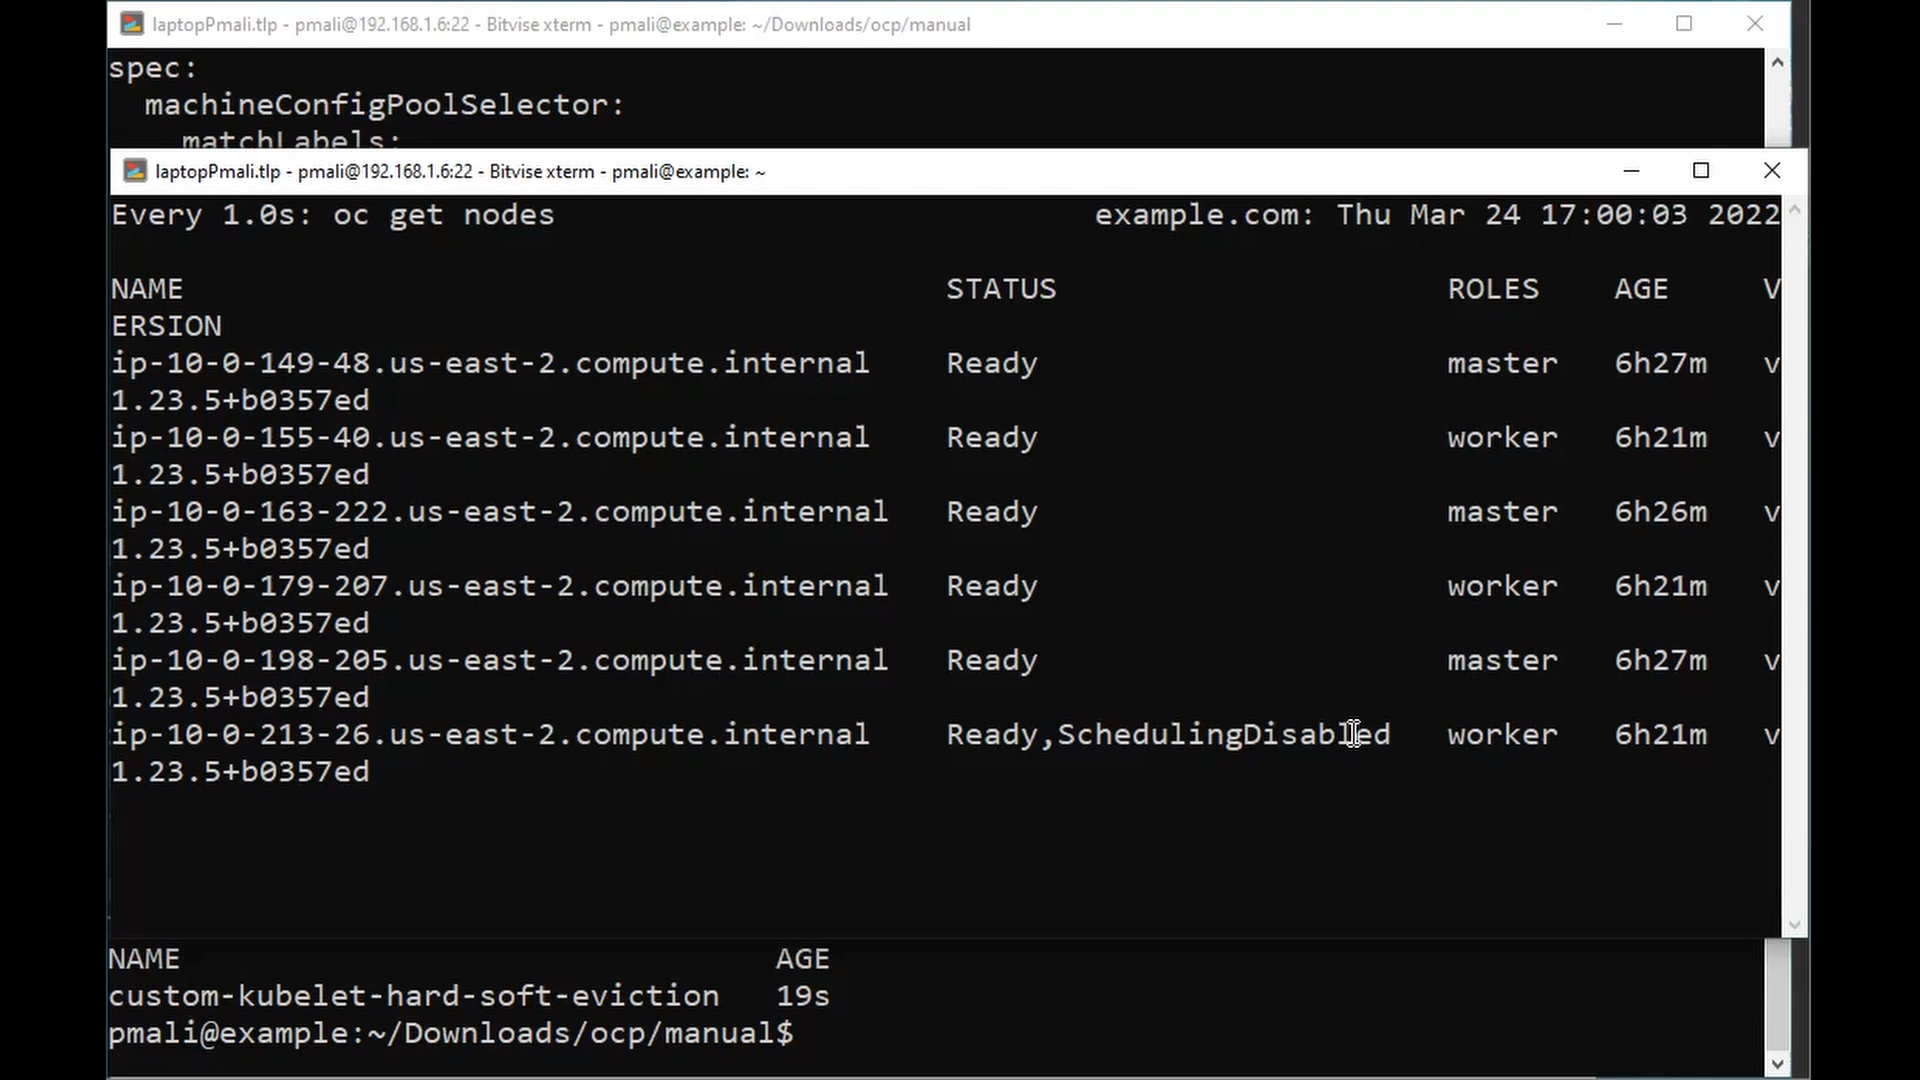 laptopPmali.tlp - pmali@192.168.1.6:22 - Bitvise xterm - pmali@example: ~/Downloads/ocp/manual
spec:
  machineConfigPoolSelector:
    matchLabels:
laptopPmali.tlp - pmali@192.168.1.6:22 - Bitvise xterm - pmali@example: ~
Every 1.0s: oc get nodes example.com: Thu Mar 24 17:00:03 2022
NAME STATUS ROLES AGE V
ERSION
ip-10-0-149-48.us-east-2.compute.internal Ready master 6h27m v
1.23.5+b0357ed
ip-10-0-155-40.us-east-2.compute.internal Ready worker 6h21m v
1.23.5+b0357ed
ip-10-0-163-222.us-east-2.compute.internal Ready master 6h26m v
1.23.5+b0357ed
ip-10-0-179-207.us-east-2.compute.internal Ready worker 6h21m v
1.23.5+b0357ed
ip-10-0-198-205.us-east-2.compute.internal Ready master 6h27m v
1.23.5+b0357ed
ip-10-0-213-26.us-east-2.compute.internal Ready,SchedulingDisabled worker 6h21m v
1.23.5+b0357ed
NAME AGE
custom-kubelet-hard-soft-eviction 19s
pmali@example:~/Downloads/ocp/manual$